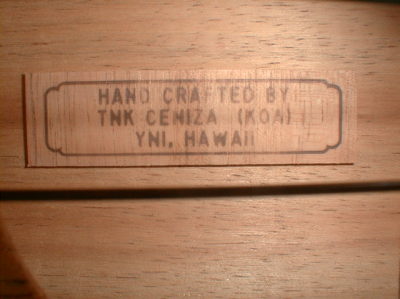 HAND CRAFTED BY
TNK CENIZA (KOA)
YNI, HAWAII